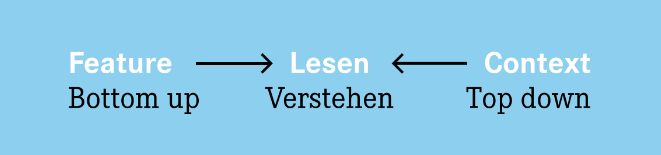 Feature Lesen Context
Bottom up Verstehen Top down